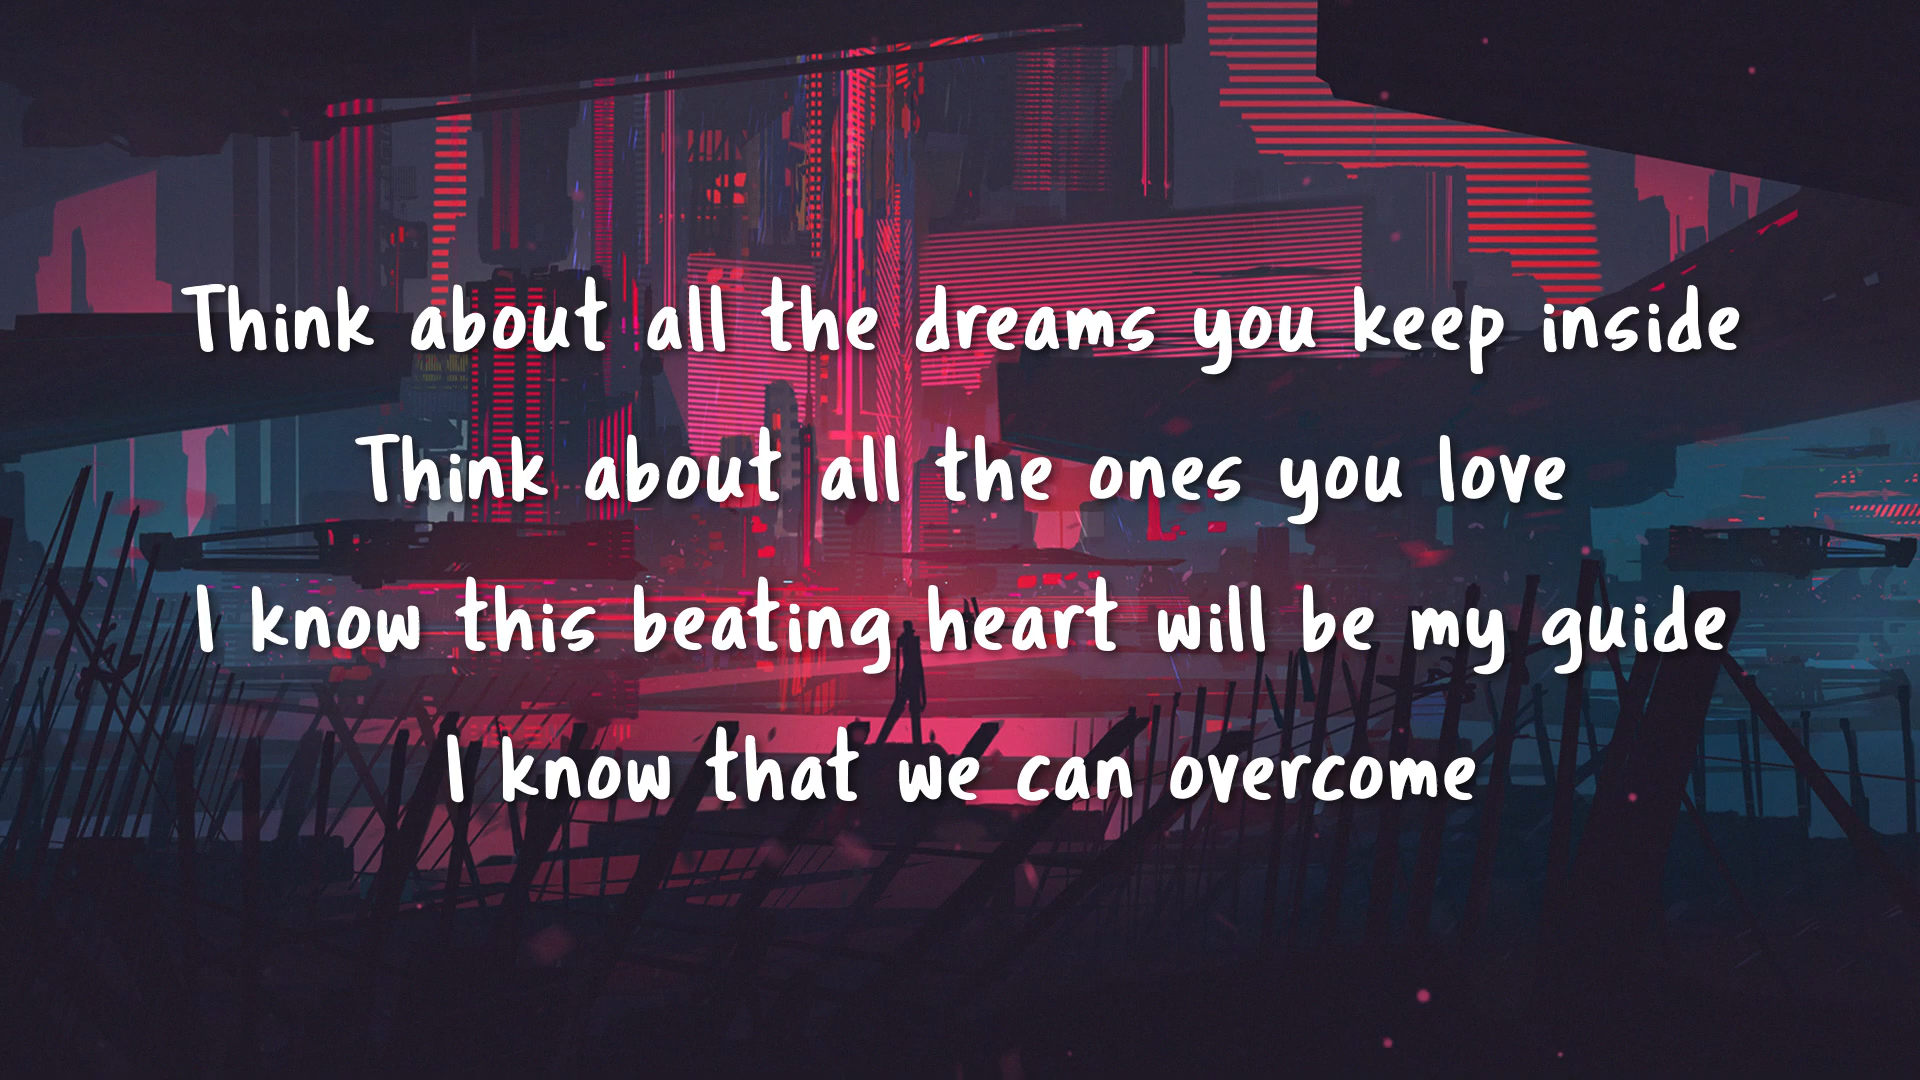 Think about all the dreams you keep inside
Think about all the ones you love
I know this beating heart will be my guide
I know that we can overcome